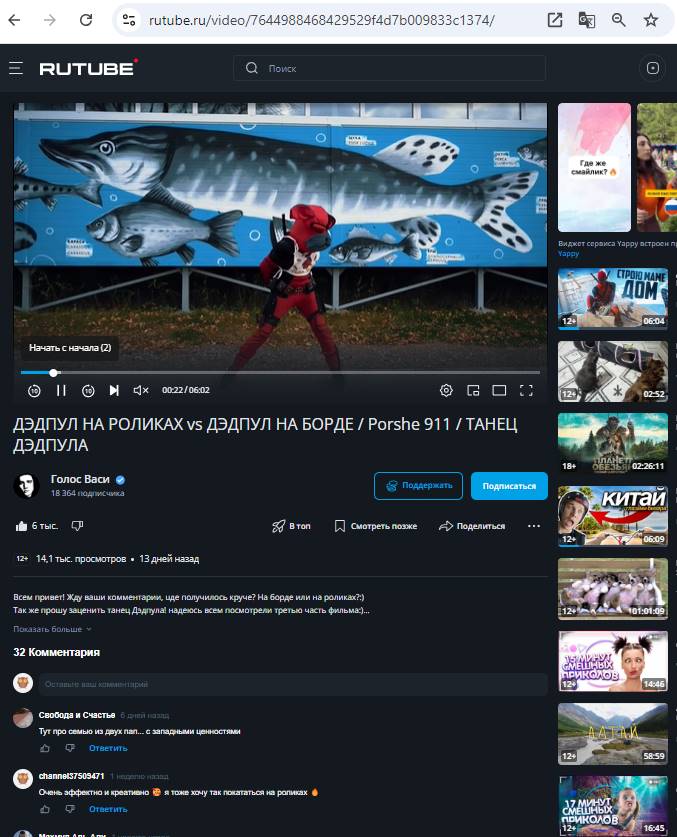 rutube.ru/video/7644988468429529f4d7b009833c1374/
RUTUBE
Поиск
ЩУКА
КАРАСЬ
Начать с начала (2)
10
10
00:22 / 06:02
Где же
смайлик? 🔥
Виджет сервиса Yappy встроен
Yappy
СТРОЮ МАМЕ
ДОМ
12+ 06:04
12+ 02:52
ПЛАНЕТА
ОБЕЗЬЯН
18+ 02:26:11
КИТАЙ
12+ 06:09
12+ 01:01:09
15 МИНУТ
СМЕШНЫХ
ПРИКОЛОВ
12+ 14:46
АЛТАЙ
12+ 58:59
17 МИНУТ
СМЕШНЫХ
ПРИКОЛОВ
12+ 16:45
ДЭДПУЛ НА РОЛИКАХ vs ДЭДПУЛ НА БОРДЕ / Porshe 911 / ТАНЕЦ
ДЭДПУЛА
Голос Васи
18 364 подписчика
Поддержать
Подписаться
6 тыс.
В топ
Смотреть позже
Поделиться
12+ 14,1 тыс. просмотров • 13 дней назад
Всем привет! Жду ваши комментарии, где получилось круче? На борде или на роликах?:)
Так же прошу заценить танец Дэдпула! надеюсь всем посмотрели третью часть фильма:)...
Показать больше
32 Комментария
Оставьте ваш комментарий
Свобода и Счастье 6 дней назад
Тут про семью из двух пап... с западными ценностями
Ответить
channel37509471 1 неделю назад
Очень эффектно и креативно 🥰 я тоже хочу так покататься на роликах 🔥
Ответить